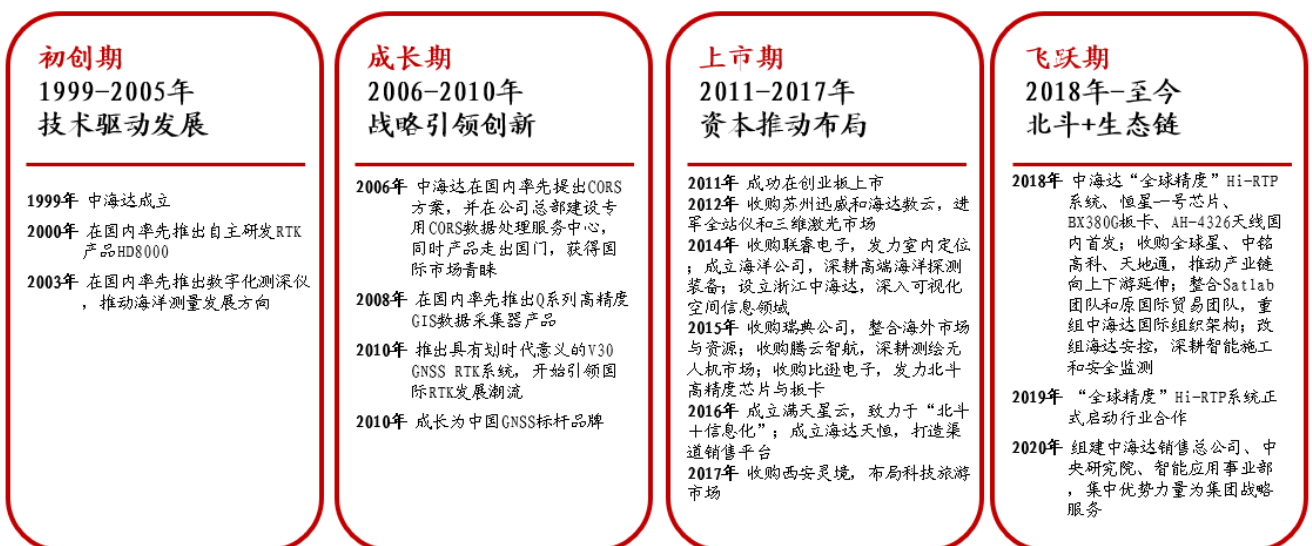 初创期
1999-2005年
技术驱动发展
1999年 中海达成立
2000年 在国内率先推出自主研发RTK
产品HD8000
2003年 在国内率先推出数字化测深仪
，推动海洋测量发展方向
成长期
2006-2010年
战略引领创新
2006年 中海达在国内率先提出CORS
方案，并在公司总部建设专
用CORS数据处理服务中心，
同时产品走出国门，获得国
际市场青睐
2008年 在国内率先推出Q系列高精度
GIS数据采集器产品
2010年 推出具有划时代意义的V30
GNSS RTK系统，开始引领国
际RTK发展潮流
2010年 成长为中国GNSS标杆品牌
上市期
2011-2017年
资本推动布局
2011年 成功在创业板上市
2012年 收购苏州迅威和海达数云，进
军全站仪和三维激光市场
2014年 收购联睿电子，发力室内定位
；成立海洋公司，深耕高端海洋探测
装备；设立浙江中海达，深入可视化
空间信息领域
2015年 收购瑞典公司，整合海外市场
与资源；收购腾云智航，深耕测绘无
人机市场；收购比逊电子，发力北斗
高精度芯片与板卡
2016年 成立满天星云，致力于“北斗
+信息化”；成立海达天恒，打造渠
道销售平台
2017年 收购西安灵境，布局科技旅游
市场
飞跃期
2018年-至今
北斗+生态链
2018年 中海达“全球精度”Hi-RTP
系统、恒星一号芯片、
BX380G板卡、AH-4326天线国
内首发；收购全球星、中铭
高科、天地通，推动产业链
向上下游延伸；整合Satlab
团队和原国际贸易团队，重
组中海达国际组织架构；改
组海达安控，深耕智能施工
和安全监测
2019年 “全球精度”Hi-RTP系统正
式启动行业合作
2020年 组建中海达销售总公司、中
央研究院、智能应用事业部
，集中优势力量为集团战略
服务